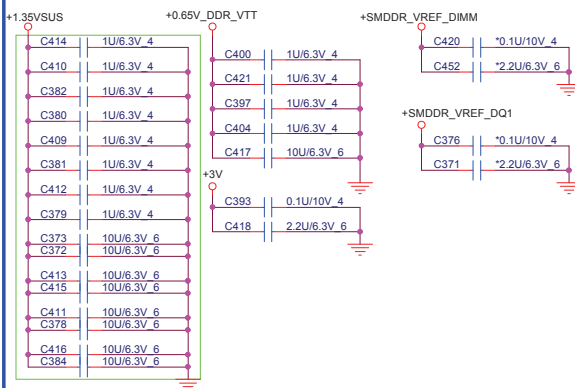 +1.35VSUS
C414 1U/6.3V_4
C410 1U/6.3V_4
C382 1U/6.3V_4
C380 1U/6.3V_4
C409 1U/6.3V_4
C381 1U/6.3V_4
C412 1U/6.3V_4
C379 1U/6.3V_4
C373 10U/6.3V_6
C372 10U/6.3V_6
C413 10U/6.3V_6
C415 10U/6.3V_6
C411 10U/6.3V_6
C378 10U/6.3V_6
C416 10U/6.3V_6
C384 10U/6.3V_6
+0.65V_DDR_VTT
C400 1U/6.3V_4
C421 1U/6.3V_4
C397 1U/6.3V_4
C404 1U/6.3V_4
C417 10U/6.3V_6
+3V
C393 0.1U/10V_4
C418 2.2U/6.3V_6
+SMDDR_VREF_DIMM
C420 *0.1U/10V_4
C452 *2.2U/6.3V_6
+SMDDR_VREF_DQ1
C376 *0.1U/10V_4
C371 *2.2U/6.3V_6